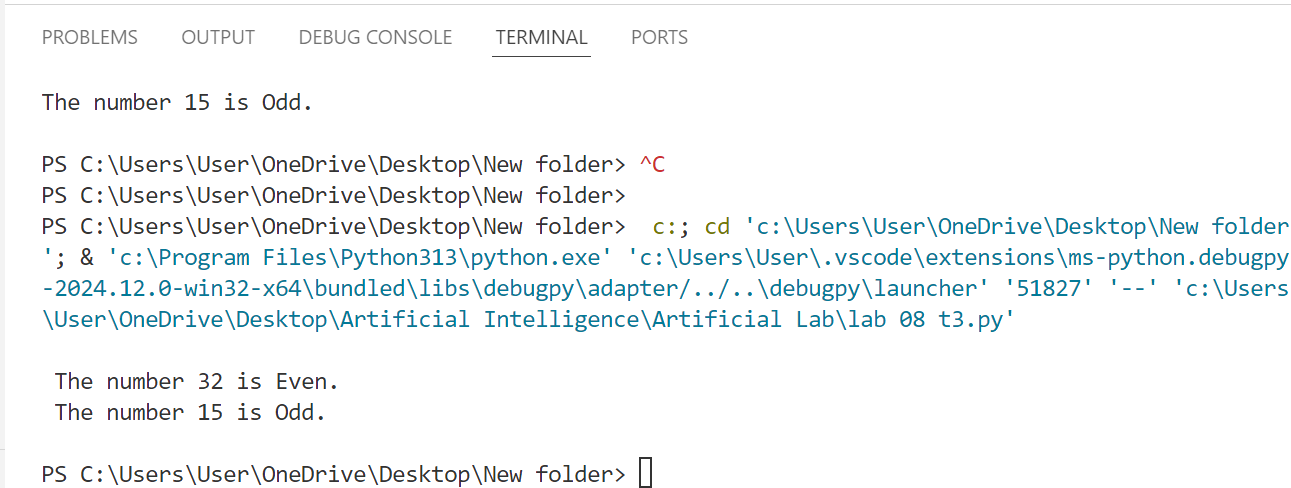 PROBLEMS OUTPUT DEBUG CONSOLE TERMINAL PORTS
The number 15 is Odd.
PS C:\Users\User\OneDrive\Desktop\New folder> ^C
PS C:\Users\User\OneDrive\Desktop\New folder>
PS C:\Users\User\OneDrive\Desktop\New folder>  c:; cd 'c:\Users\User\OneDrive\Desktop\New folder
'; & 'c:\Program Files\Python313\python.exe' 'c:\Users\User\.vscode\extensions\ms-python.debugpy
-2024.12.0-win32-x64\bundled\libs\debugpy\adapter/../..\debugpy\launcher' '51827' '--' 'c:\Users
\User\OneDrive\Desktop\Artificial Intelligence\Artificial Lab\lab 08 t3.py'
The number 32 is Even.
The number 15 is Odd.
PS C:\Users\User\OneDrive\Desktop\New folder>